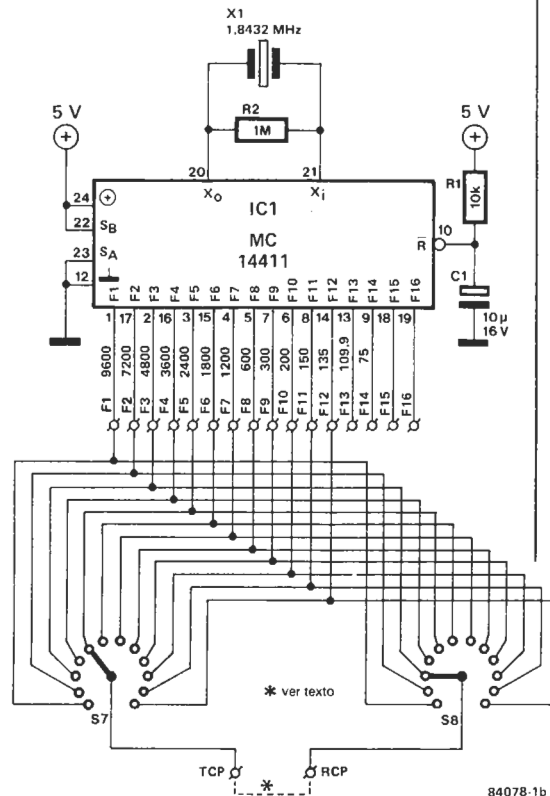 X1
1,8432 MHz
5 V
R2
1M
5 V
20
21
X₀
Xᵢ
R1
10k
24
22
S_B
S_A
23
12
IC1
MC
14411
R̅
10
C1
10 µ
16 V
F1 F2 F3 F4 F5 F6 F7 F8 F9 F10 F11 F12 F13 F14 F15 F16
1 17 2 16 3 15 4 5 7 6 8 14 13 9 18 19
9600 7200 4800 3600 2400 1800 1200 600 300 200 150 135 109.9 75
F1 F2 F3 F4 F5 F6 F7 F8 F9 F10 F11 F12 F13 F14 F15 F16
* ver texto
S7
S8
TCP
*
RCP
84078-1b